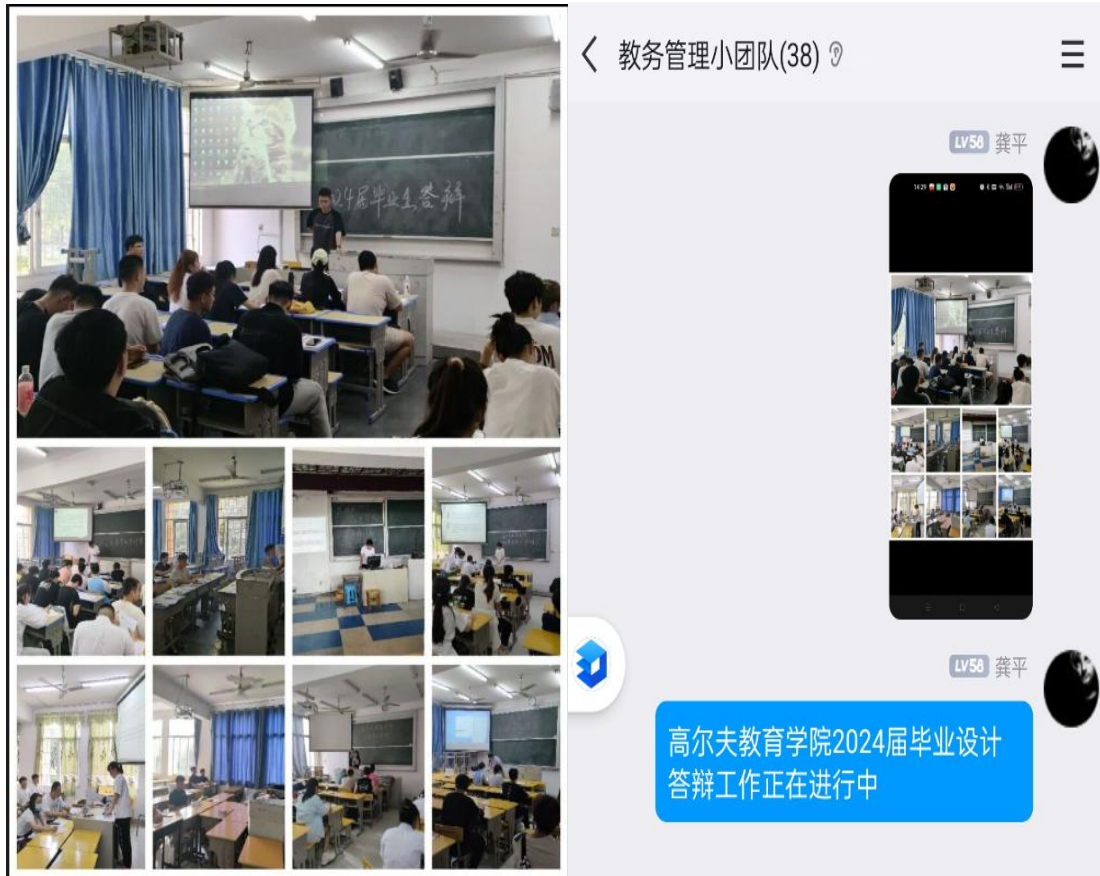 24届毕业生答辩
教务管理小团队(38)
LV58 龚平
14:29
LV58 龚平
高尔夫教育学院2024届毕业设计
答辩工作正在进行中